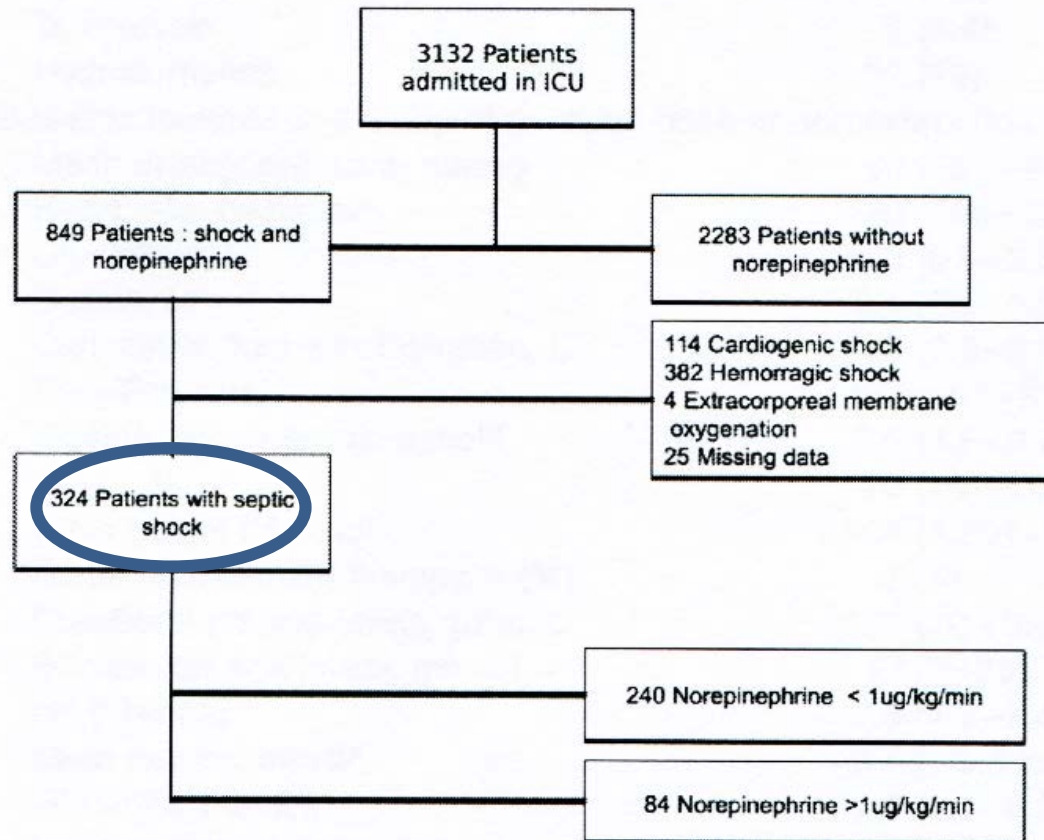 3132 Patients
admitted in ICU
849 Patients : shock and
norepinephrine
2283 Patients without
norepinephrine
114 Cardiogenic shock
382 Hemorragic shock
4 Extracorporeal membrane
oxygenation
25 Missing data
324 Patients with septic
shock
240 Norepinephrine < 1ug/kg/min
84 Norepinephrine >1ug/kg/min